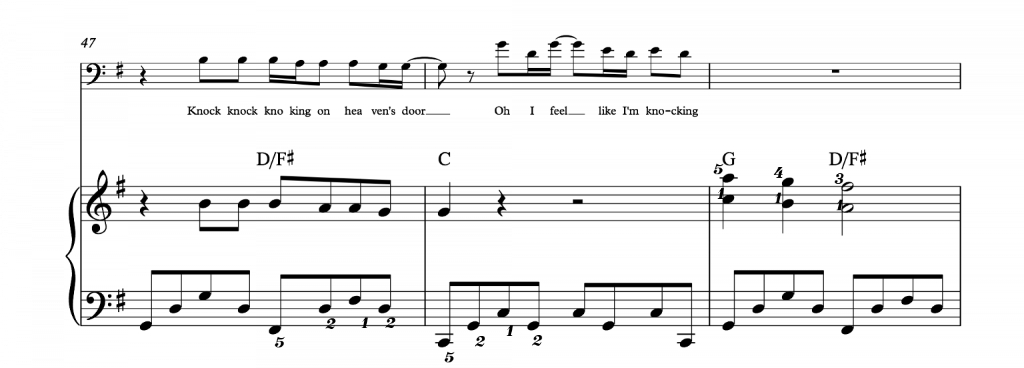 47
Knock knock kno king on hea ven's door Oh I feel like I'm kno-cking
D/F# C G D/F#
5 4 3
1 1 1
5 2 1 2 5 2 1 2